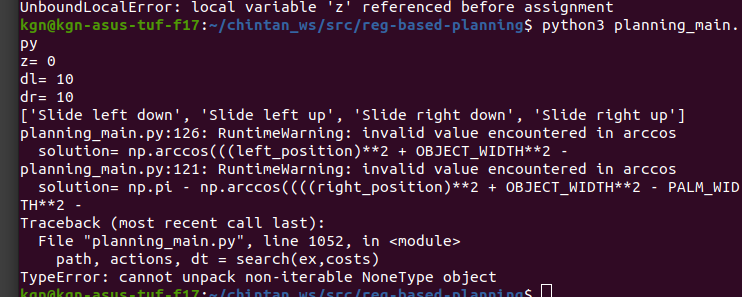 UnboundLocalError: local variable 'z' referenced before assignment
kgn@kgn-asus-tuf-f17:~/chintan_ws/src/reg-based-planning$ python3 planning_main.
py
z= 0
dl= 10
dr= 10
['Slide left down', 'Slide left up', 'Slide right down', 'Slide right up']
planning_main.py:126: RuntimeWarning: invalid value encountered in arccos
  solution= np.arccos(((left_position)**2 + OBJECT_WIDTH**2 -
planning_main.py:121: RuntimeWarning: invalid value encountered in arccos
  solution= np.pi - np.arccos((((right_position)**2 + OBJECT_WIDTH**2 - PALM_WID
TH**2 -
Traceback (most recent call last):
  File "planning_main.py", line 1052, in <module>
    path, actions, dt = search(ex,costs)
TypeError: cannot unpack non-iterable NoneType object
kgn@kgn-asus-tuf-f17:~/chintan_ws/src/reg-based-planning$